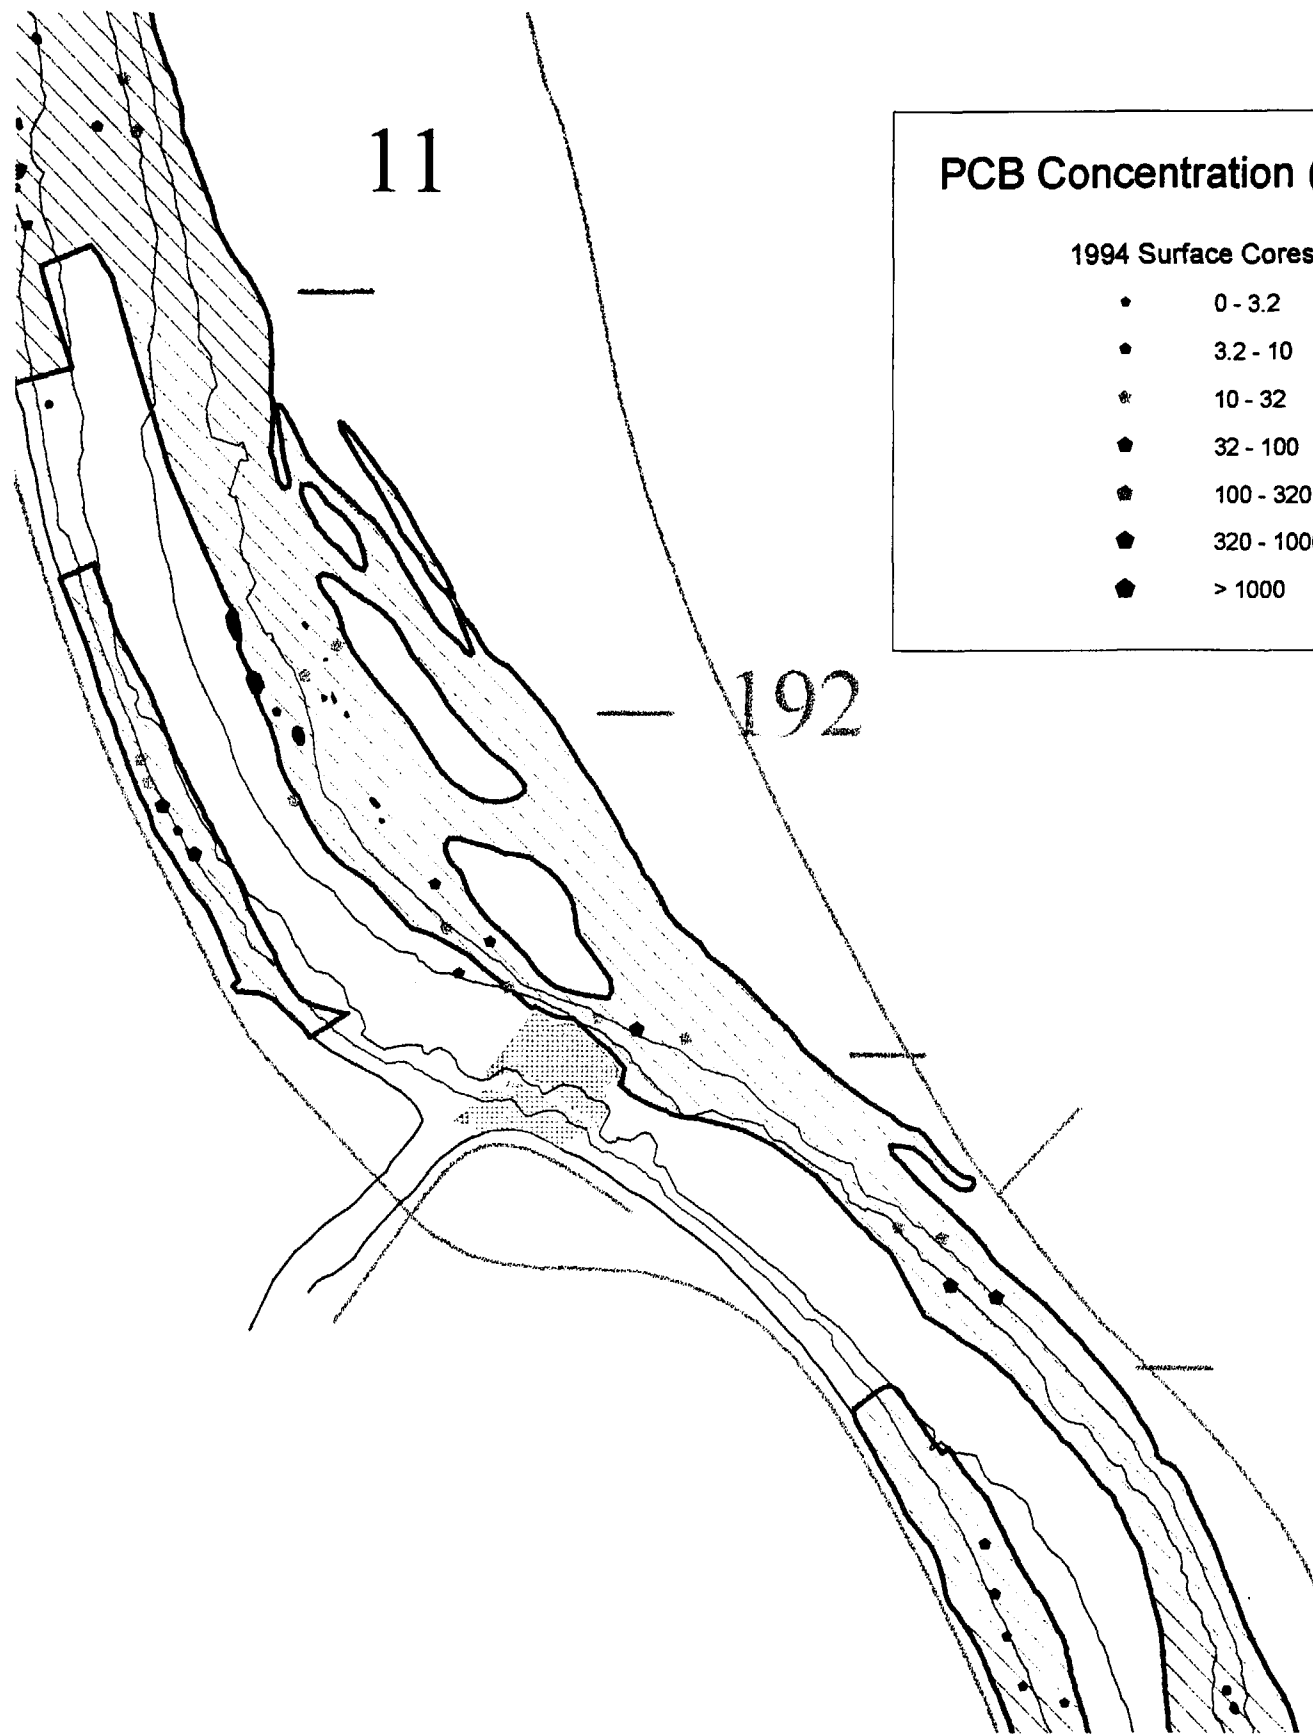 11
PCB Concentration (
1994 Surface Cores
0 - 3.2
3.2 - 10
10 - 32
32 - 100
100 - 320
320 - 100
> 1000
192